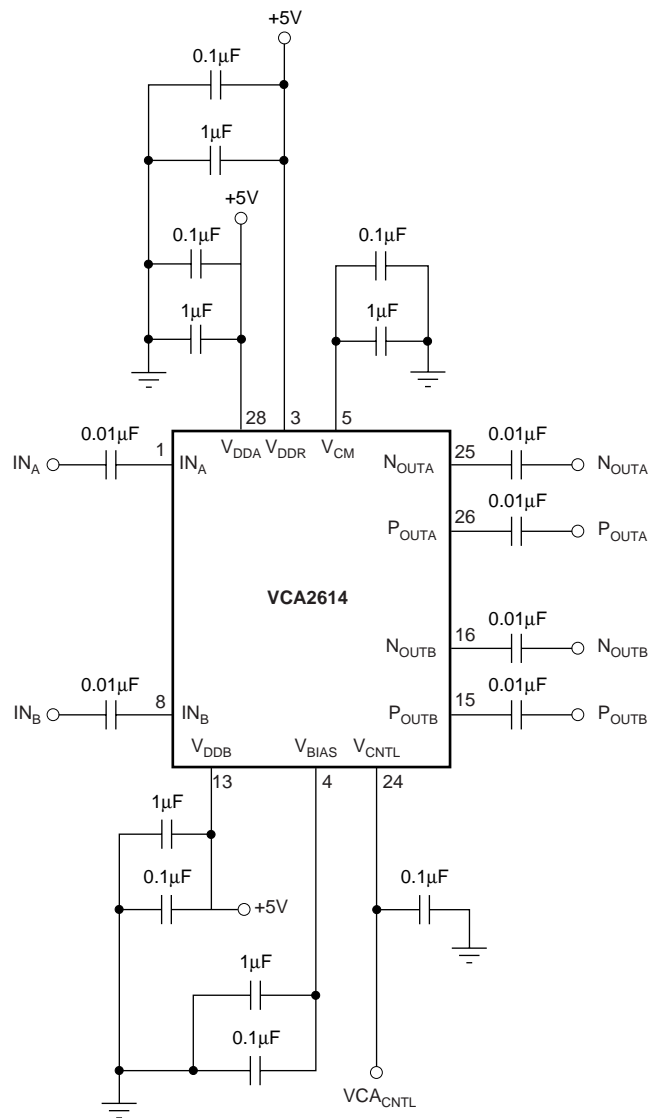 +5V
0.1µF
1µF
+5V
0.1µF
0.1µF
1µF
1µF
28 3 5
0.01µF
0.01µF
IN_A 1 IN_A V_DDA V_DDR V_CM N_OUTA 25 N_OUTA
0.01µF
P_OUTA 26 P_OUTA
VCA2614
0.01µF
N_OUTB 16 N_OUTB
0.01µF
0.01µF
IN_B 8 IN_B P_OUTB 15 P_OUTB
V_DDB V_BIAS V_CNTL
13 4 24
1µF
0.1µF
0.1µF
+5V
1µF
0.1µF
VCA_CNTL